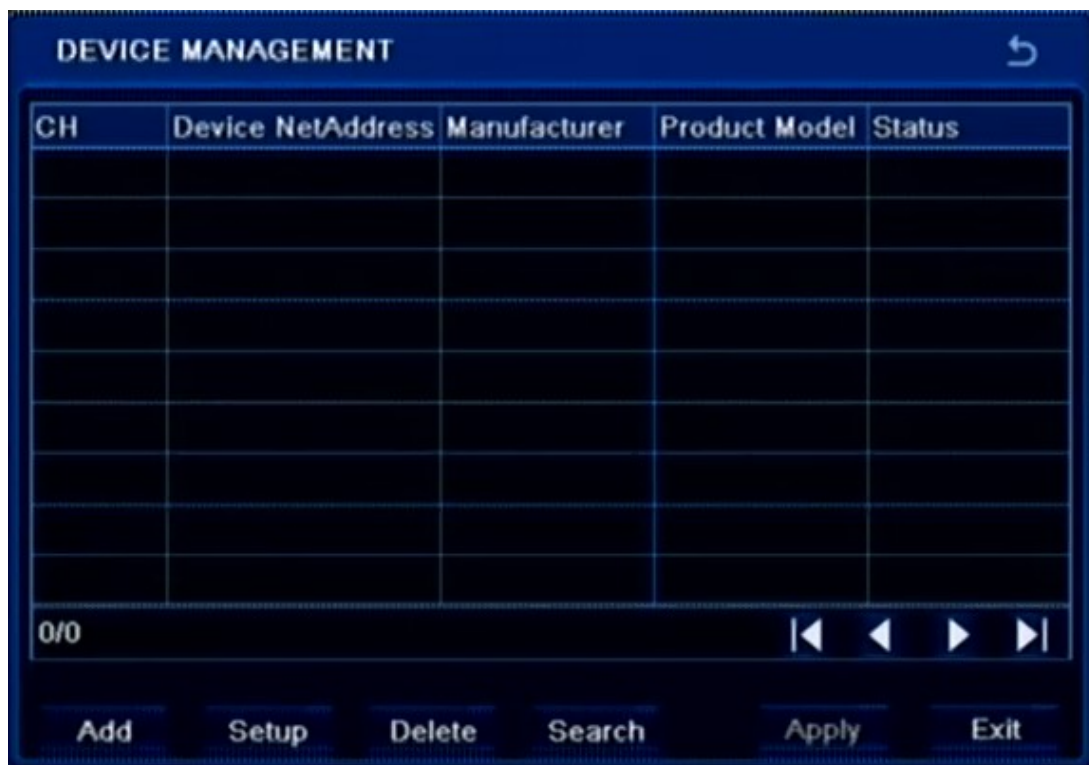 DEVICE MANAGEMENT
CH Device NetAddress Manufacturer Product Model Status
0/0
Add Setup Delete Search Apply Exit